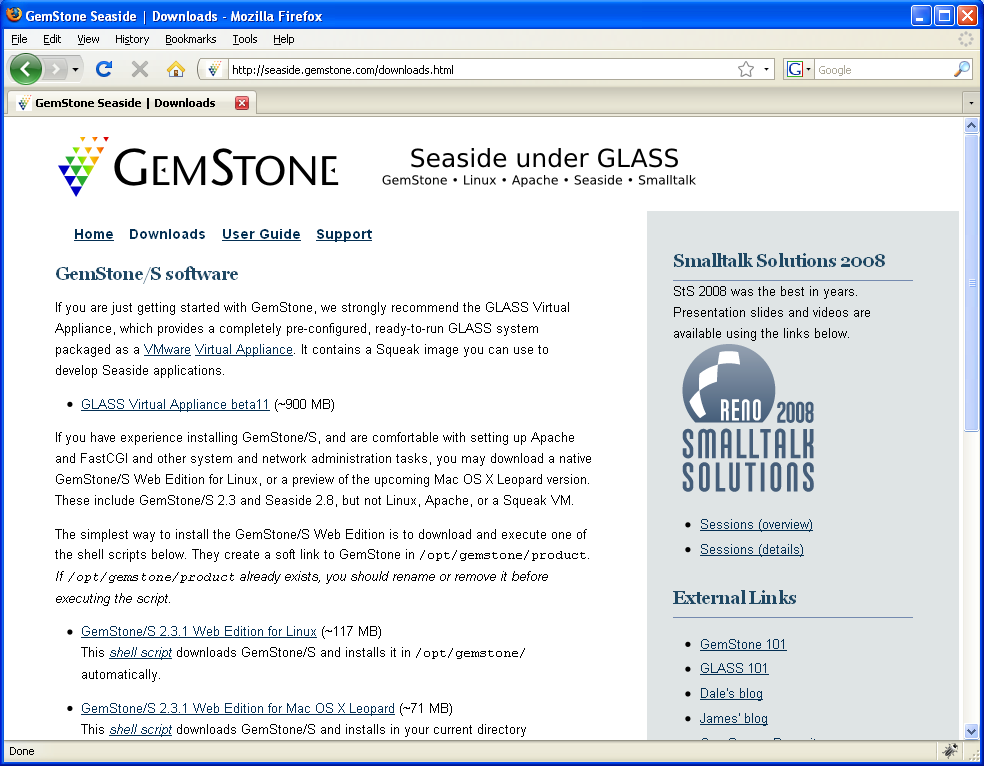 GemStone Seaside | Downloads - Mozilla Firefox
File Edit View History Bookmarks Tools Help
http://seaside.gemstone.com/downloads.html
G Google
GemStone Seaside | Downloads
GEMSTONE
Seaside under GLASS
GemStone • Linux • Apache • Seaside • Smalltalk
Home Downloads User Guide Support
GemStone/S software
If you are just getting started with GemStone, we strongly recommend the GLASS Virtual
Appliance, which provides a completely pre-configured, ready-to-run GLASS system
packaged as a VMware Virtual Appliance. It contains a Squeak image you can use to
develop Seaside applications.
• GLASS Virtual Appliance beta11 (~900 MB)
If you have experience installing GemStone/S, and are comfortable with setting up Apache
and FastCGI and other system and network administration tasks, you may download a native
GemStone/S Web Edition for Linux, or a preview of the upcoming Mac OS X Leopard version.
These include GemStone/S 2.3 and Seaside 2.8, but not Linux, Apache, or a Squeak VM.
The simplest way to install the GemStone/S Web Edition is to download and execute one of
the shell scripts below. They create a soft link to GemStone in /opt/gemstone/product.
If /opt/gemstone/product already exists, you should rename or remove it before
executing the script.
• GemStone/S 2.3.1 Web Edition for Linux (~117 MB)
This shell script downloads GemStone/S and installs it in /opt/gemstone/
automatically.
• GemStone/S 2.3.1 Web Edition for Mac OS X Leopard (~71 MB)
This shell script downloads GemStone/S and installs in your current directory
Smalltalk Solutions 2008
StS 2008 was the best in years.
Presentation slides and videos are
available using the links below.
RENO 2008
SMALLTALK
SOLUTIONS
• Sessions (overview)
• Sessions (details)
External Links
• GemStone 101
• GLASS 101
• Dale's blog
• James' blog
Done